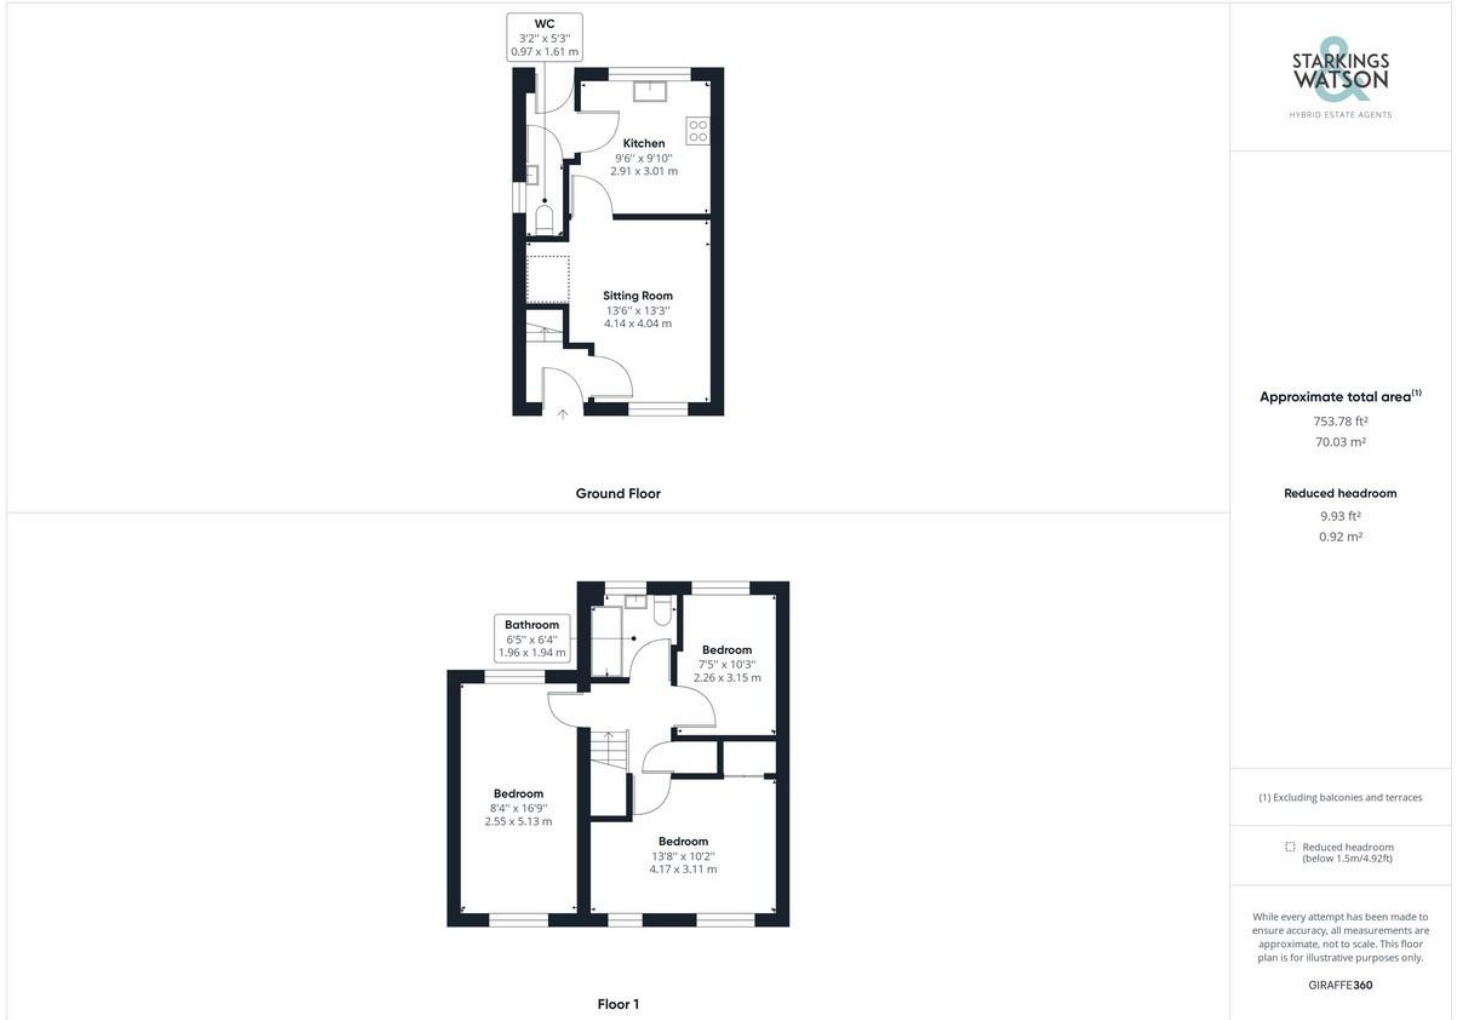 WC
3'2" x 5'3"
0.97 x 1.61 m
Kitchen
9'6" x 9'10"
2.91 x 3.01 m
Sitting Room
13'6" x 13'3"
4.14 x 4.04 m
Ground Floor
Bathroom
6'5" x 6'4"
1.96 x 1.94 m
Bedroom
7'5" x 10'3"
2.26 x 3.15 m
Bedroom
8'4" x 16'9"
2.55 x 5.13 m
Bedroom
13'8" x 10'2"
4.17 x 3.11 m
Floor 1
&
STARKINGS
WATSON
HYBRID ESTATE AGENTS
Approximate total area(1)
753.78 ft²
70.03 m²
Reduced headroom
9.93 ft²
0.92 m²
(1) Excluding balconies and terraces
Reduced headroom
(below 1.5m/4.92ft)
While every attempt has been made to
ensure accuracy, all measurements are
approximate, not to scale. This floor
plan is for illustrative purposes only.
GIRAFFE360